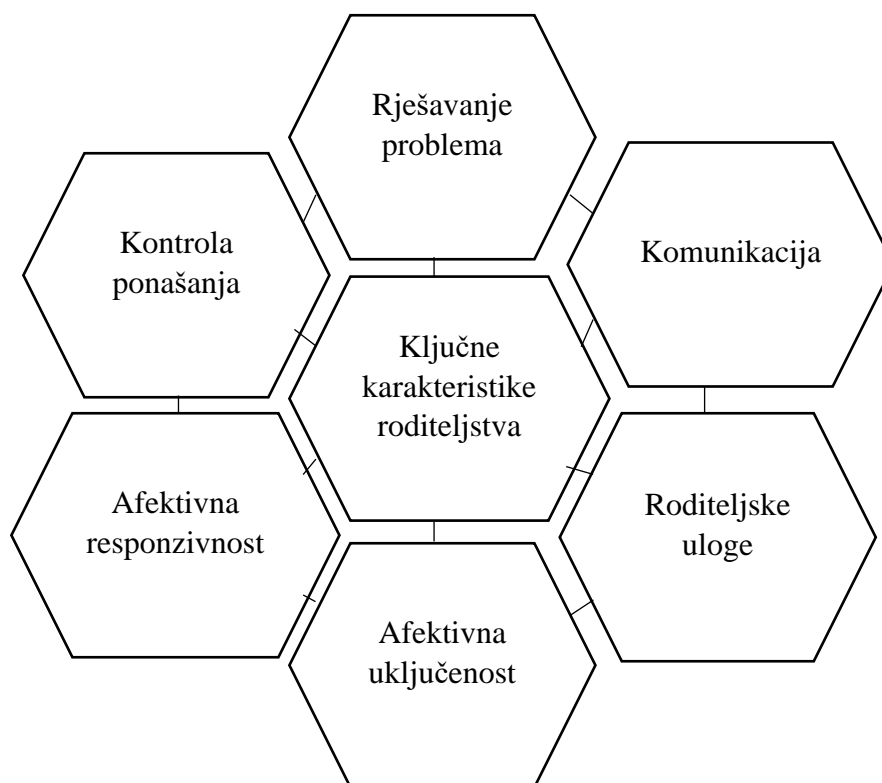 Rješavanje
problema
Kontrola
ponašanja
Komunikacija
Ključne
karakteristike
roditeljstva
Afektivna
responzivnost
Roditeljske
uloge
Afektivna
uključenost